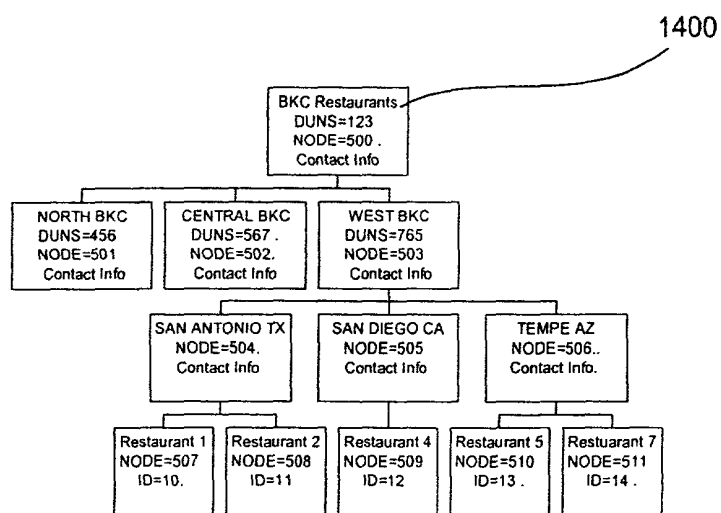 1400
BKC Restaurants
DUNS=123
NODE=500 .
Contact Info
NORTH BKC
DUNS=456
NODE=501
Contact Info
CENTRAL BKC
DUNS=567 .
NODE=502.
Contact Info
WEST BKC
DUNS=765
NODE=503
Contact Info
SAN ANTONIO TX
NODE=504.
Contact Info
SAN DIEGO CA
NODE=505
Contact Info
TEMPE AZ
NODE=506..
Contact Info.
Restaurant 1
NODE=507
ID=10.
Restaurant 2
NODE=508
ID=11
Restaurant 4
NODE=509
ID=12
Restaurant 5
NODE=510
ID=13 .
Restuarant 7
NODE=511
ID=14 .